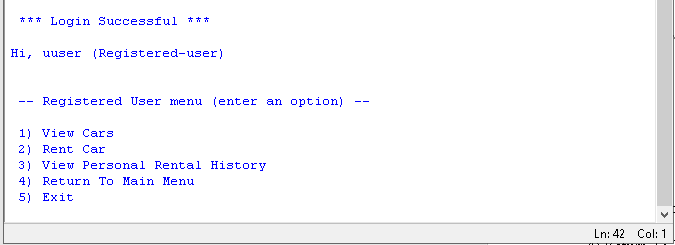 *** Login Successful ***
Hi, uuser (Registered-user)
-- Registered User menu (enter an option) --
1) View Cars
2) Rent Car
3) View Personal Rental History
4) Return To Main Menu
5) Exit
Ln: 42 Col: 1